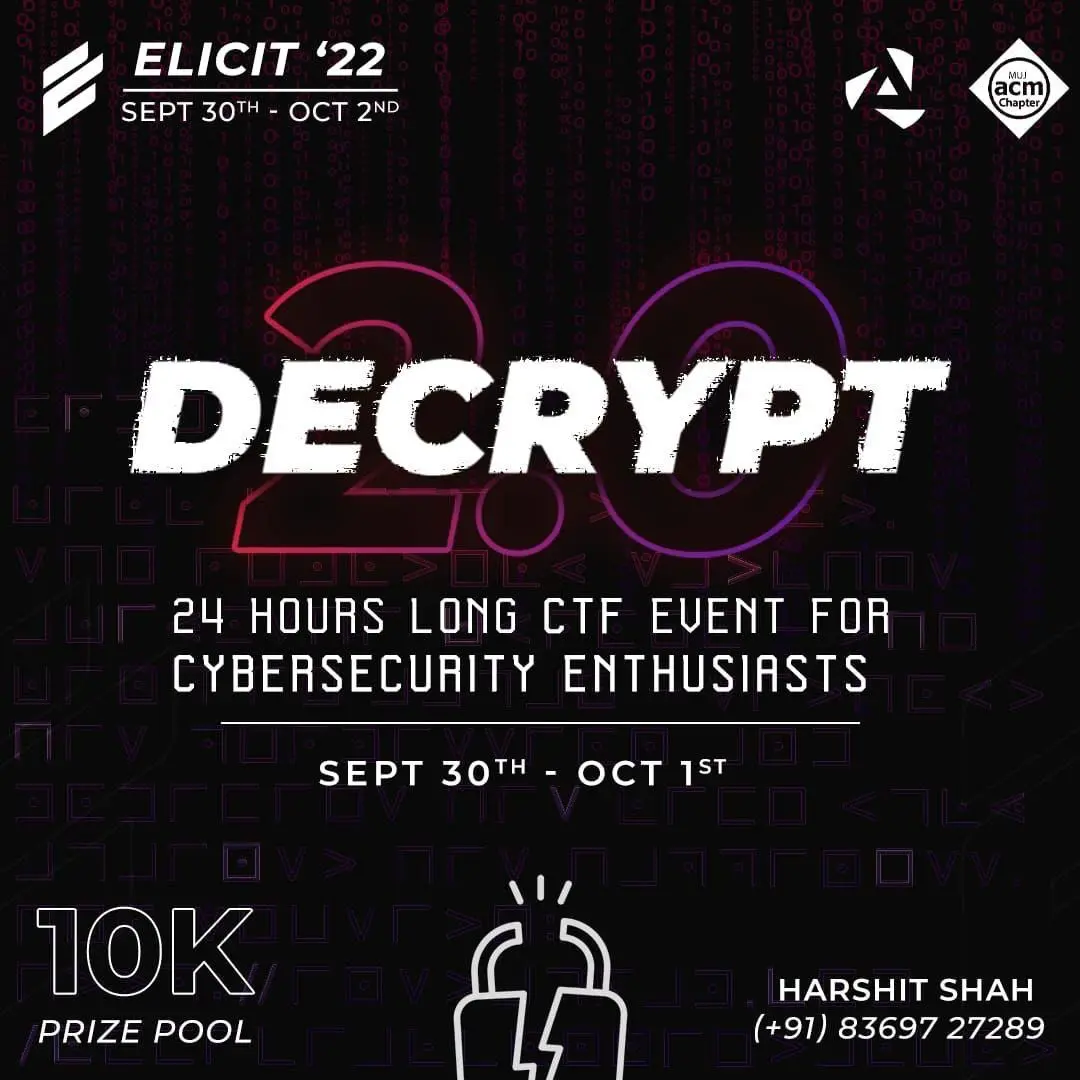 ELICIT ‘22
SEPT 30TH - OCT 2ND
MUJ
acm
Chapter
2.0
DECRYPT
24 HOURS LONG CTF EVENT FOR
CYBERSECURITY ENTHUSIASTS
SEPT 30TH - OCT 1ST
10K
PRIZE POOL
HARSHIT SHAH
(+91) 83697 27289